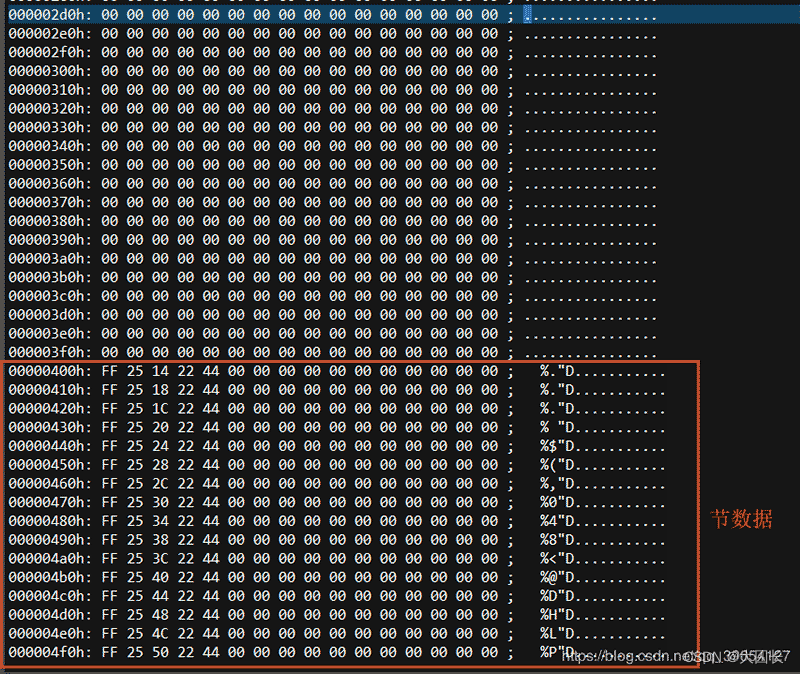 000002d0h: 00 00 00 00 00 00 00 00 00 00 00 00 00 00 00 00 ; ................
000002e0h: 00 00 00 00 00 00 00 00 00 00 00 00 00 00 00 00 ; ................
000002f0h: 00 00 00 00 00 00 00 00 00 00 00 00 00 00 00 00 ; ................
00000300h: 00 00 00 00 00 00 00 00 00 00 00 00 00 00 00 00 ; ................
00000310h: 00 00 00 00 00 00 00 00 00 00 00 00 00 00 00 00 ; ................
00000320h: 00 00 00 00 00 00 00 00 00 00 00 00 00 00 00 00 ; ................
00000330h: 00 00 00 00 00 00 00 00 00 00 00 00 00 00 00 00 ; ................
00000340h: 00 00 00 00 00 00 00 00 00 00 00 00 00 00 00 00 ; ................
00000350h: 00 00 00 00 00 00 00 00 00 00 00 00 00 00 00 00 ; ................
00000360h: 00 00 00 00 00 00 00 00 00 00 00 00 00 00 00 00 ; ................
00000370h: 00 00 00 00 00 00 00 00 00 00 00 00 00 00 00 00 ; ................
00000380h: 00 00 00 00 00 00 00 00 00 00 00 00 00 00 00 00 ; ................
00000390h: 00 00 00 00 00 00 00 00 00 00 00 00 00 00 00 00 ; ................
000003a0h: 00 00 00 00 00 00 00 00 00 00 00 00 00 00 00 00 ; ................
000003b0h: 00 00 00 00 00 00 00 00 00 00 00 00 00 00 00 00 ; ................
000003c0h: 00 00 00 00 00 00 00 00 00 00 00 00 00 00 00 00 ; ................
000003d0h: 00 00 00 00 00 00 00 00 00 00 00 00 00 00 00 00 ; ................
000003e0h: 00 00 00 00 00 00 00 00 00 00 00 00 00 00 00 00 ; ................
000003f0h: 00 00 00 00 00 00 00 00 00 00 00 00 00 00 00 00 ; ................
00000400h: FF 25 14 22 44 00 00 00 00 00 00 00 00 00 00 00 ; %."D...........
00000410h: FF 25 18 22 44 00 00 00 00 00 00 00 00 00 00 00 ; %."D...........
00000420h: FF 25 1C 22 44 00 00 00 00 00 00 00 00 00 00 00 ; %."D...........
00000430h: FF 25 20 22 44 00 00 00 00 00 00 00 00 00 00 00 ; % "D...........
00000440h: FF 25 24 22 44 00 00 00 00 00 00 00 00 00 00 00 ; %$"D...........
00000450h: FF 25 28 22 44 00 00 00 00 00 00 00 00 00 00 00 ; %("D...........
00000460h: FF 25 2C 22 44 00 00 00 00 00 00 00 00 00 00 00 ; %,"D...........
00000470h: FF 25 30 22 44 00 00 00 00 00 00 00 00 00 00 00 ; %0"D...........
00000480h: FF 25 34 22 44 00 00 00 00 00 00 00 00 00 00 00 ; %4"D...........
00000490h: FF 25 38 22 44 00 00 00 00 00 00 00 00 00 00 00 ; %8"D...........
000004a0h: FF 25 3C 22 44 00 00 00 00 00 00 00 00 00 00 00 ; %<"D...........
000004b0h: FF 25 40 22 44 00 00 00 00 00 00 00 00 00 00 00 ; %@"D...........
000004c0h: FF 25 44 22 44 00 00 00 00 00 00 00 00 00 00 00 ; %D"D...........
000004d0h: FF 25 48 22 44 00 00 00 00 00 00 00 00 00 00 00 ; %H"D...........
000004e0h: FF 25 4C 22 44 00 00 00 00 00 00 00 00 00 00 00 ; %L"D...........
000004f0h: FF 25 50 22 44 00 00 00 00 00 00 00 00 00 00 00 ; %P"D...........
节数据